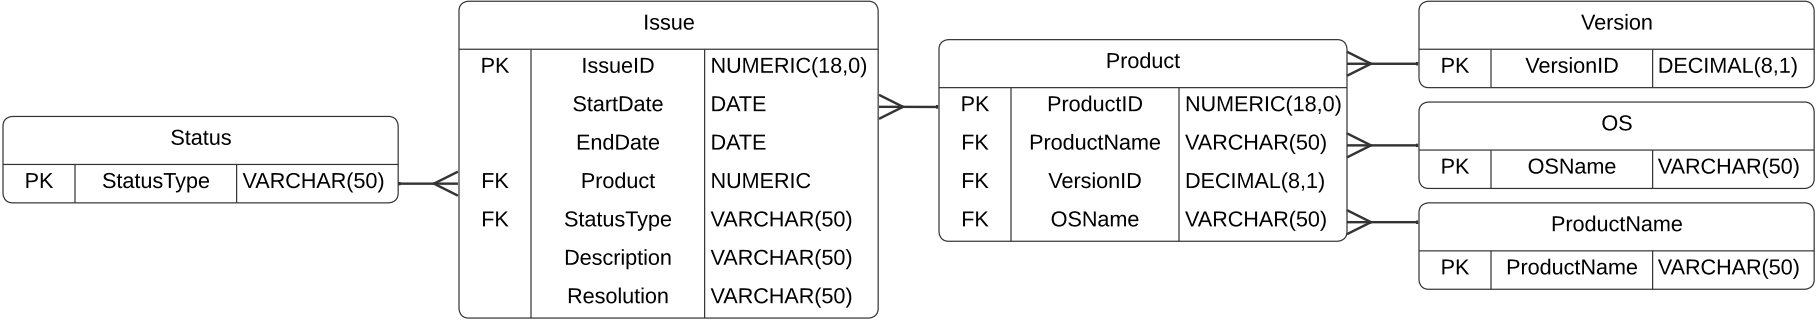 Status
PK StatusType VARCHAR(50)
Issue
PK IssueID NUMERIC(18,0)
StartDate DATE
EndDate DATE
FK Product NUMERIC
FK StatusType VARCHAR(50)
Description VARCHAR(50)
Resolution VARCHAR(50)
Product
PK ProductID NUMERIC(18,0)
FK ProductName VARCHAR(50)
FK VersionID DECIMAL(8,1)
FK OSName VARCHAR(50)
Version
PK VersionID DECIMAL(8,1)
OS
PK OSName VARCHAR(50)
ProductName
PK ProductName VARCHAR(50)